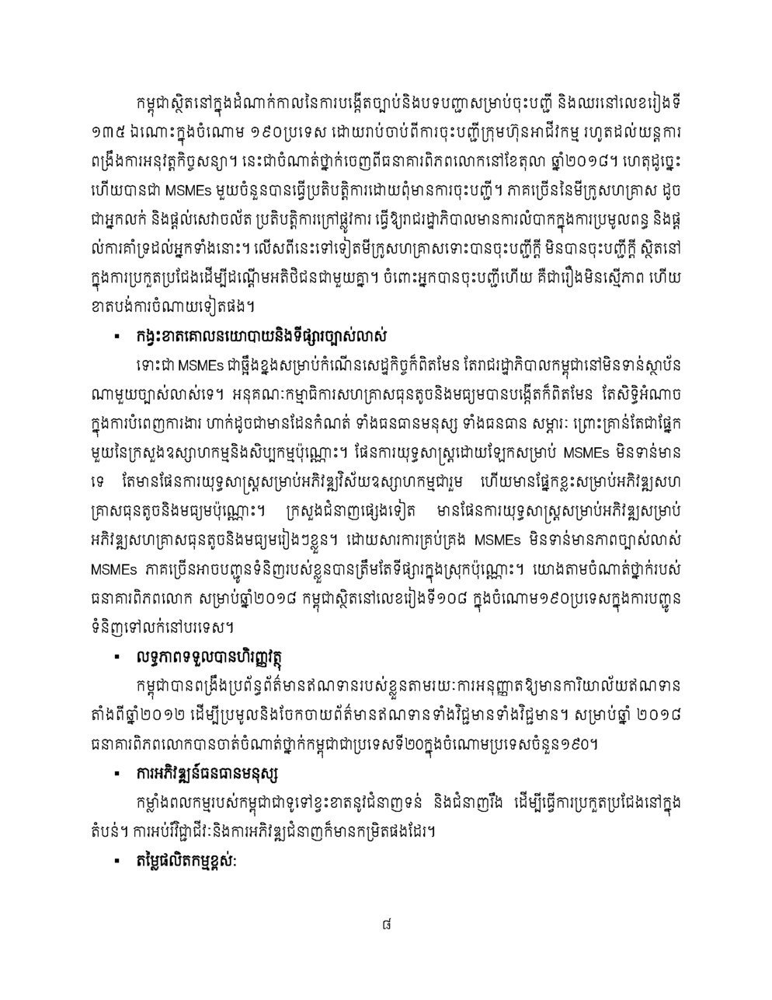 កម្ពុជាស្ថិតនៅក្នុងដំណាក់កាលនៃការបង្កើតច្បាប់និងបទបញ្ជាសម្រាប់ចុះបញ្ជី និងឈរនៅលេខរៀងទី
១៣៥ ឯណោះក្នុងចំណោម ១៩០ប្រទេស ដោយរាប់ចាប់ពីការចុះបញ្ជីក្រុមហ៊ុនអាជីវកម្ម រហូតដល់យន្តការ
ពង្រឹងការអនុវត្តកិច្ចសន្យា។ នេះជាចំណាត់ថ្នាក់ចេញពីធនាគារពិភពលោកនៅខែតុលា ឆ្នាំ២០១៨។ ហេតុដូច្នេះ
ហើយបានជា MSMEs មួយចំនួនបានធ្វើប្រតិបត្តិការដោយពុំមានការចុះបញ្ជី។ ភាគច្រើននៃមីក្រូសហគ្រាស ដូច
ជាអ្នកលក់ និងផ្តល់សេវាចល័ត ប្រតិបត្តិការក្រៅផ្លូវការ ធ្វើឱ្យរាជរដ្ឋាភិបាលមានការលំបាកក្នុងការប្រមូលពន្ធ និងផ្ត
ល់ការគាំទ្រដល់អ្នកទាំងនោះ។ លើសពីនេះទៅទៀតមីក្រូសហគ្រាសទោះបានចុះបញ្ជីក្តី មិនបានចុះបញ្ជីក្តី ស្ថិតនៅ
ក្នុងការប្រកួតប្រជែងដើម្បីដណ្តើមអតិថិជនជាមួយគ្នា។ ចំពោះអ្នកបានចុះបញ្ជីហើយ គឺជារឿងមិនស្មើភាព ហើយ
ខាតបង់ការចំណាយទៀតផង។
▪ កង្វះខាតគោលនយោបាយនិងទីផ្សារច្បាស់លាស់
ទោះជា MSMEs ជាឆ្អឹងខ្នងសម្រាប់កំណើនសេដ្ឋកិច្ចក៏ពិតមែន តែរាជរដ្ឋាភិបាលកម្ពុជានៅមិនទាន់ស្ថាប័ន
ណាមួយច្បាស់លាស់ទេ។ អនុគណៈកម្មាធិការសហគ្រាសធុនតូចនិងមធ្យមបានបង្កើតក៏ពិតមែន តែសិទ្ធិអំណាច
ក្នុងការបំពេញការងារ ហាក់ដូចជាមានដែនកំណត់ ទាំងធនធានមនុស្ស ទាំងធនធាន សម្ភារៈ ព្រោះគ្រាន់តែជាផ្នែក
មួយនៃក្រសួងឧស្សាហកម្មនិងសិប្បកម្មប៉ុណ្ណោះ។ ផែនការយុទ្ធសាស្ត្រដោយឡែកសម្រាប់ MSMEs មិនទាន់មាន
ទេ តែមានផែនការយុទ្ធសាស្ត្រសម្រាប់អភិវឌ្ឍវិស័យឧស្សាហកម្មជារួម ហើយមានផ្នែកខ្លះសម្រាប់អភិវឌ្ឍសហ
គ្រាសធុនតូចនិងមធ្យមប៉ុណ្ណោះ។ ក្រសួងជំនាញផ្សេងទៀត មានផែនការយុទ្ធសាស្ត្រសម្រាប់អភិវឌ្ឍសម្រាប់
អភិវឌ្ឍសហគ្រាសធុនតូចនិងមធ្យមរៀងៗខ្លួន។ ដោយសារការគ្រប់គ្រង MSMEs មិនទាន់មានភាពច្បាស់លាស់
MSMEs ភាគច្រើនអាចបញ្ជូនទំនិញរបស់ខ្លួនបានត្រឹមតែទីផ្សារក្នុងស្រុកប៉ុណ្ណោះ។ យោងតាមចំណាត់ថ្នាក់របស់
ធនាគារពិភពលោក សម្រាប់ឆ្នាំ២០១៨ កម្ពុជាស្ថិតនៅលេខរៀងទី១០៨ ក្នុងចំណោម១៩០ប្រទេសក្នុងការបញ្ជូន
ទំនិញទៅលក់នៅបរទេស។
▪ លទ្ធភាពទទួលបានហិរញ្ញវត្ថុ
កម្ពុជាបានពង្រឹងប្រព័ន្ធព័ត៌មានឥណទានរបស់ខ្លួនតាមរយៈការអនុញ្ញាតឱ្យមានការិយាល័យឥណទាន
តាំងពីឆ្នាំ២០១២ ដើម្បីប្រមូលនិងចែកចាយព័ត៌មានឥណទានទាំងវិជ្ជមានទាំងវិជ្ជមាន។ សម្រាប់ឆ្នាំ ២០១៨
ធនាគារពិភពលោកបានចាត់ចំណាត់ថ្នាក់កម្ពុជាជាប្រទេសទី២០ក្នុងចំណោមប្រទេសចំនួន១៩០។
▪ ការអភិវឌ្ឍន៍ធនធានមនុស្ស
កម្លាំងពលកម្មរបស់កម្ពុជាជាទូទៅខ្វះខាតនូវជំនាញទន់ និងជំនាញរឹង ដើម្បីធ្វើការប្រកួតប្រជែងនៅក្នុង
តំបន់។ ការអប់រំវិជ្ជាជីវៈនិងការអភិវឌ្ឍជំនាញក៏មានកម្រិតផងដែរ។
▪ តម្លៃផលិតកម្មខ្ពស់:
៨